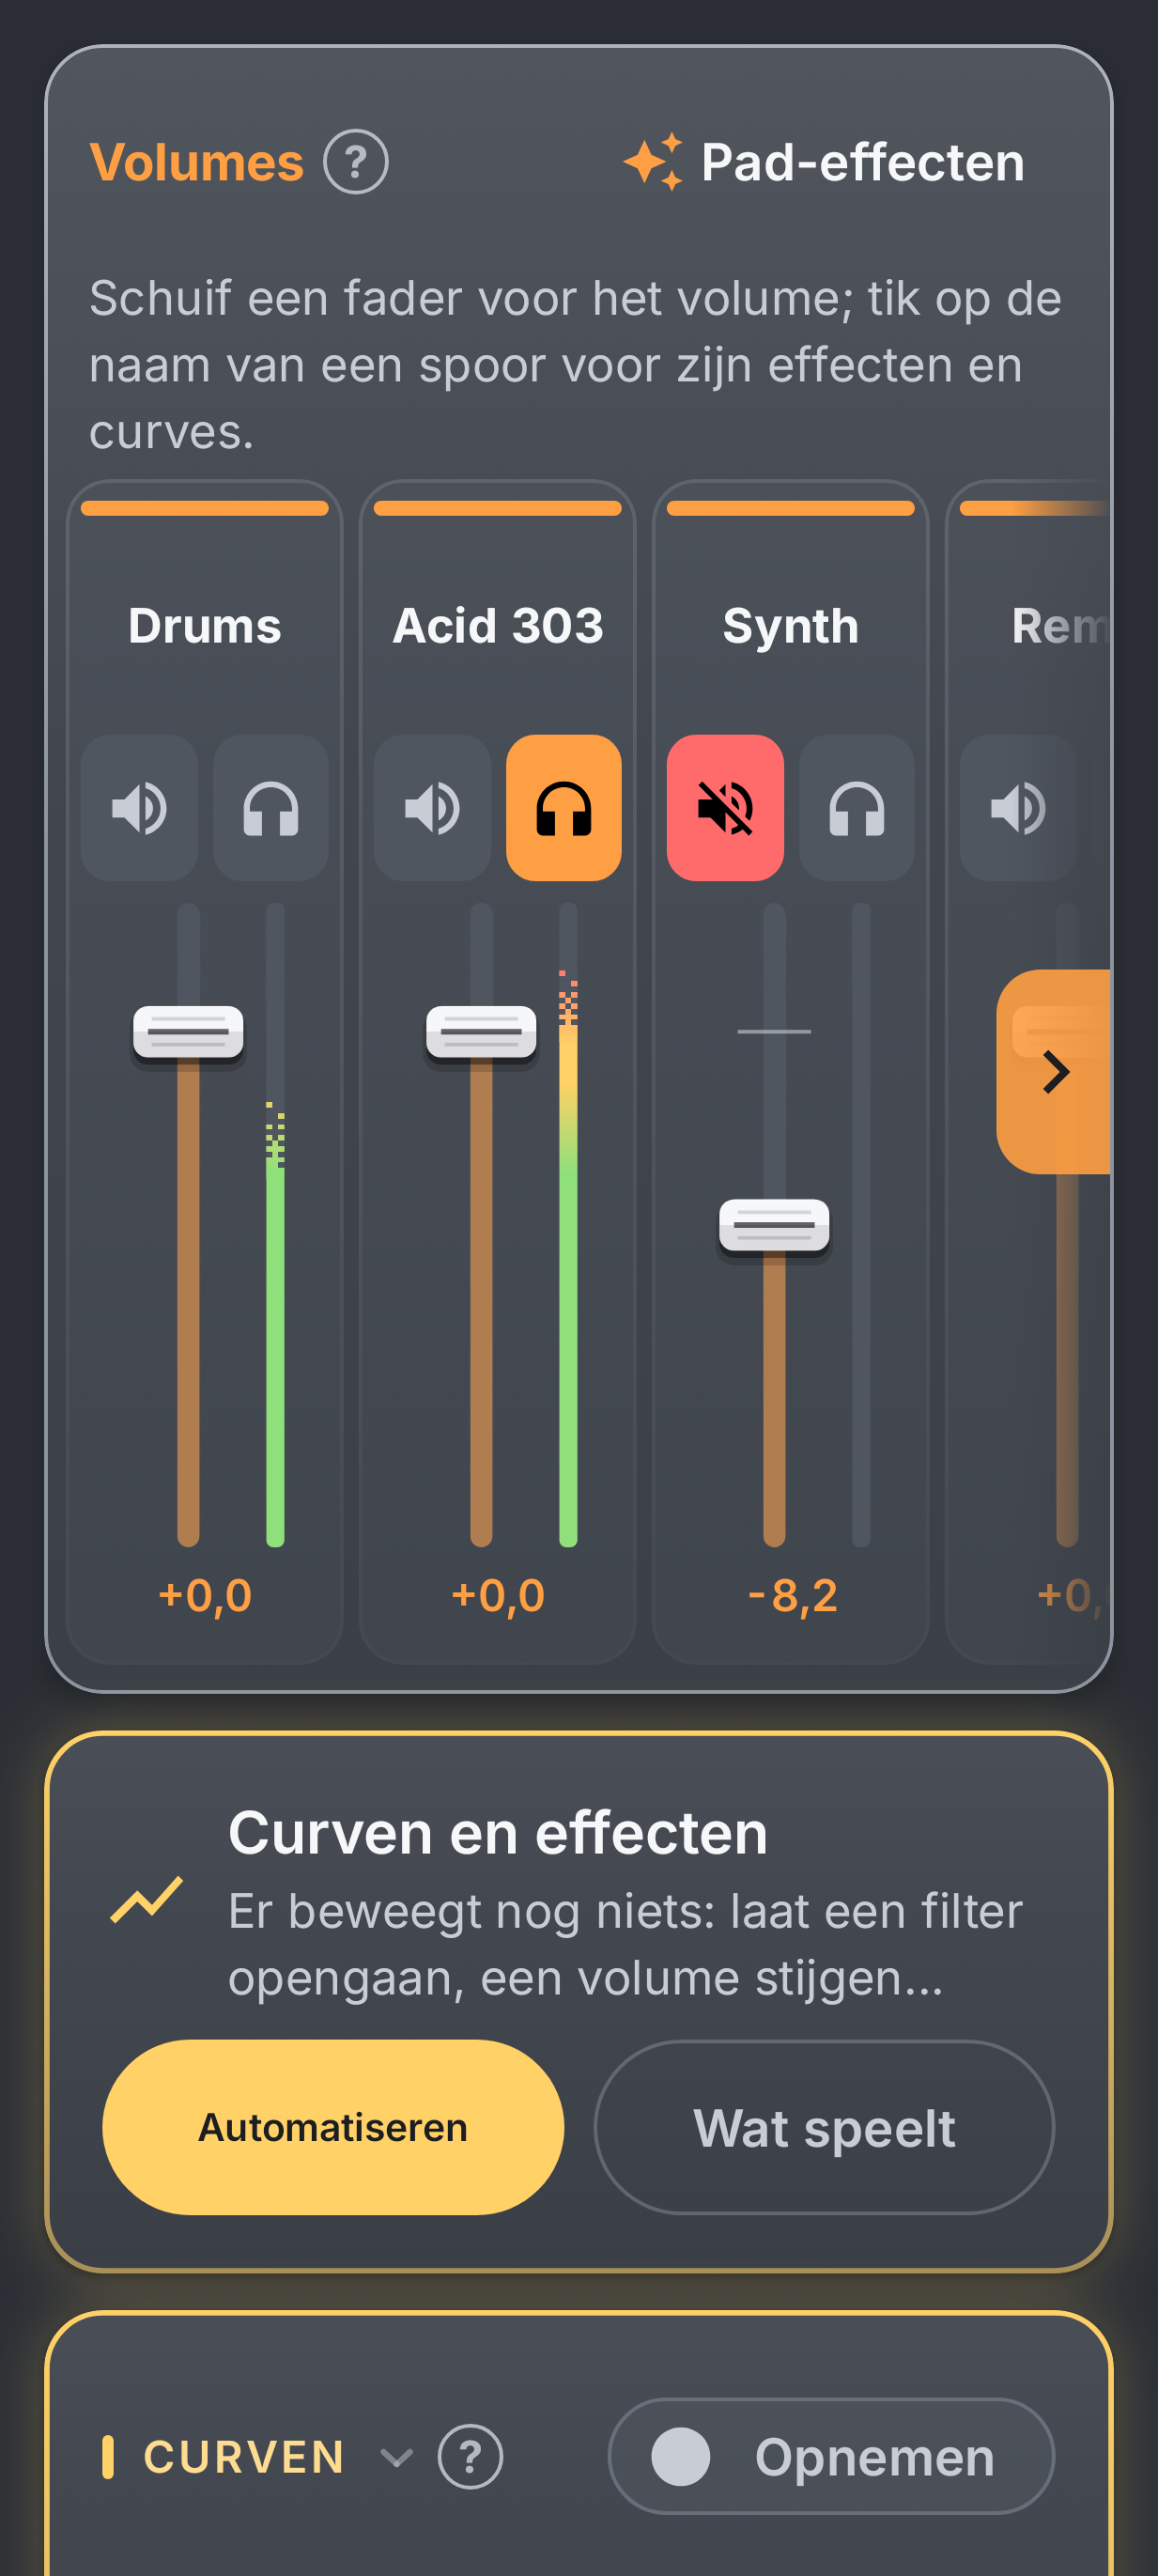 Volumes ?
Pad-effecten
Schuif een fader voor het volume; tik op de
naam van een spoor voor zijn effecten en
curves.
Drums
Acid 303
Synth
Rem
+0,0
+0,0
-8,2
+0,
Curven en effecten
Er beweegt nog niets: laat een filter
opengaan, een volume stijgen...
Automatiseren
Wat speelt
CURVEN ?
Opnemen